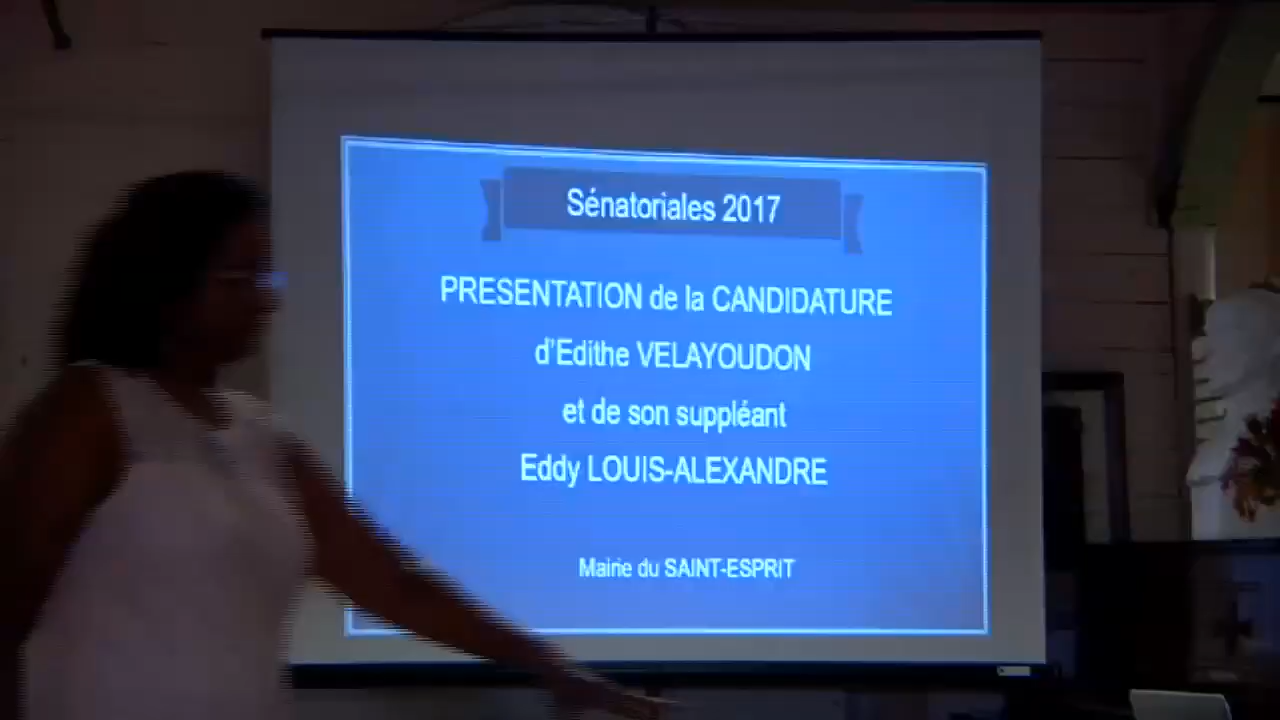 Sénatoriales 2017
PRESENTATION de la CANDIDATURE
d'Edithe VELAYOUDON
et de son suppléant
Eddy LOUIS-ALEXANDRE
Mairie du SAINT-ESPRIT